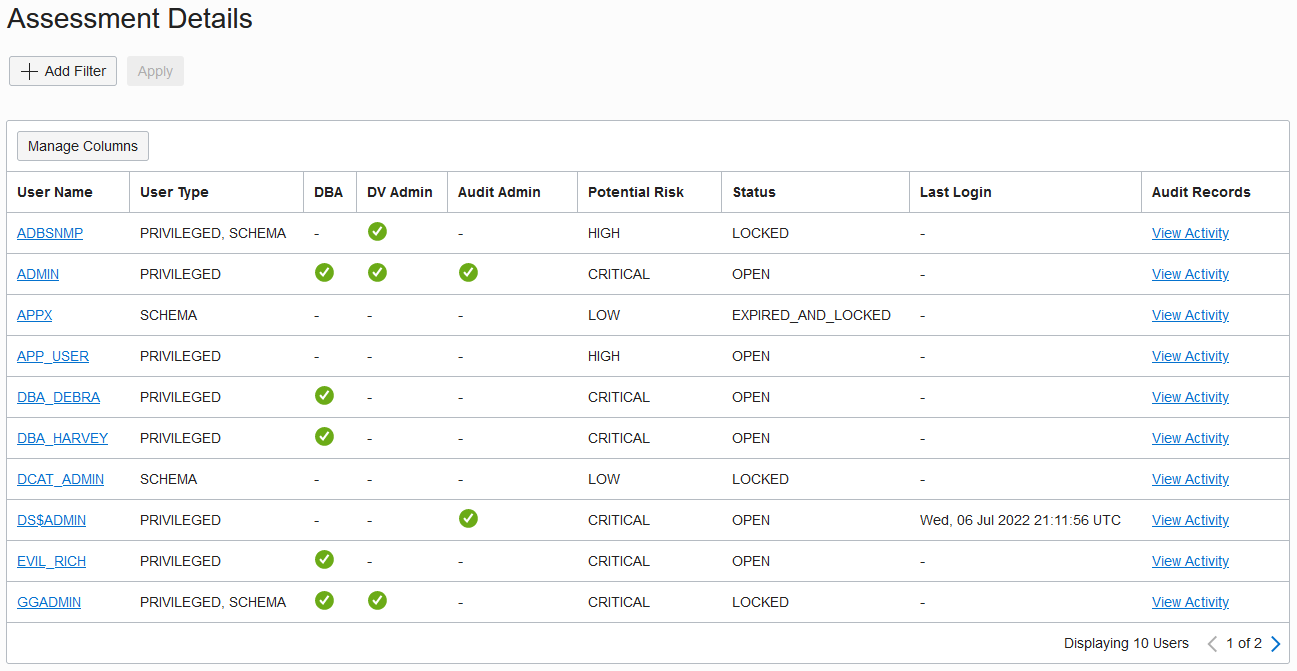 Assessment Details
Add Filter Apply
Manage Columns
User Name User Type DBA DV Admin Audit Admin Potential Risk Status Last Login Audit Records
ADBSNMP PRIVILEGED, SCHEMA - - HIGH LOCKED - View Activity
ADMIN PRIVILEGED CRITICAL OPEN - View Activity
APPX SCHEMA - - - LOW EXPIRED_AND_LOCKED - View Activity
APP_USER PRIVILEGED - - - HIGH OPEN - View Activity
DBA_DEBRA PRIVILEGED - - CRITICAL OPEN - View Activity
DBA_HARVEY PRIVILEGED - - CRITICAL OPEN - View Activity
DCAT_ADMIN SCHEMA - - - LOW LOCKED - View Activity
DS$ADMIN PRIVILEGED - - CRITICAL OPEN Wed, 06 Jul 2022 21:11:56 UTC View Activity
EVIL_RICH PRIVILEGED - - CRITICAL OPEN - View Activity
GGADMIN PRIVILEGED, SCHEMA - CRITICAL LOCKED - View Activity
Displaying 10 Users 1 of 2